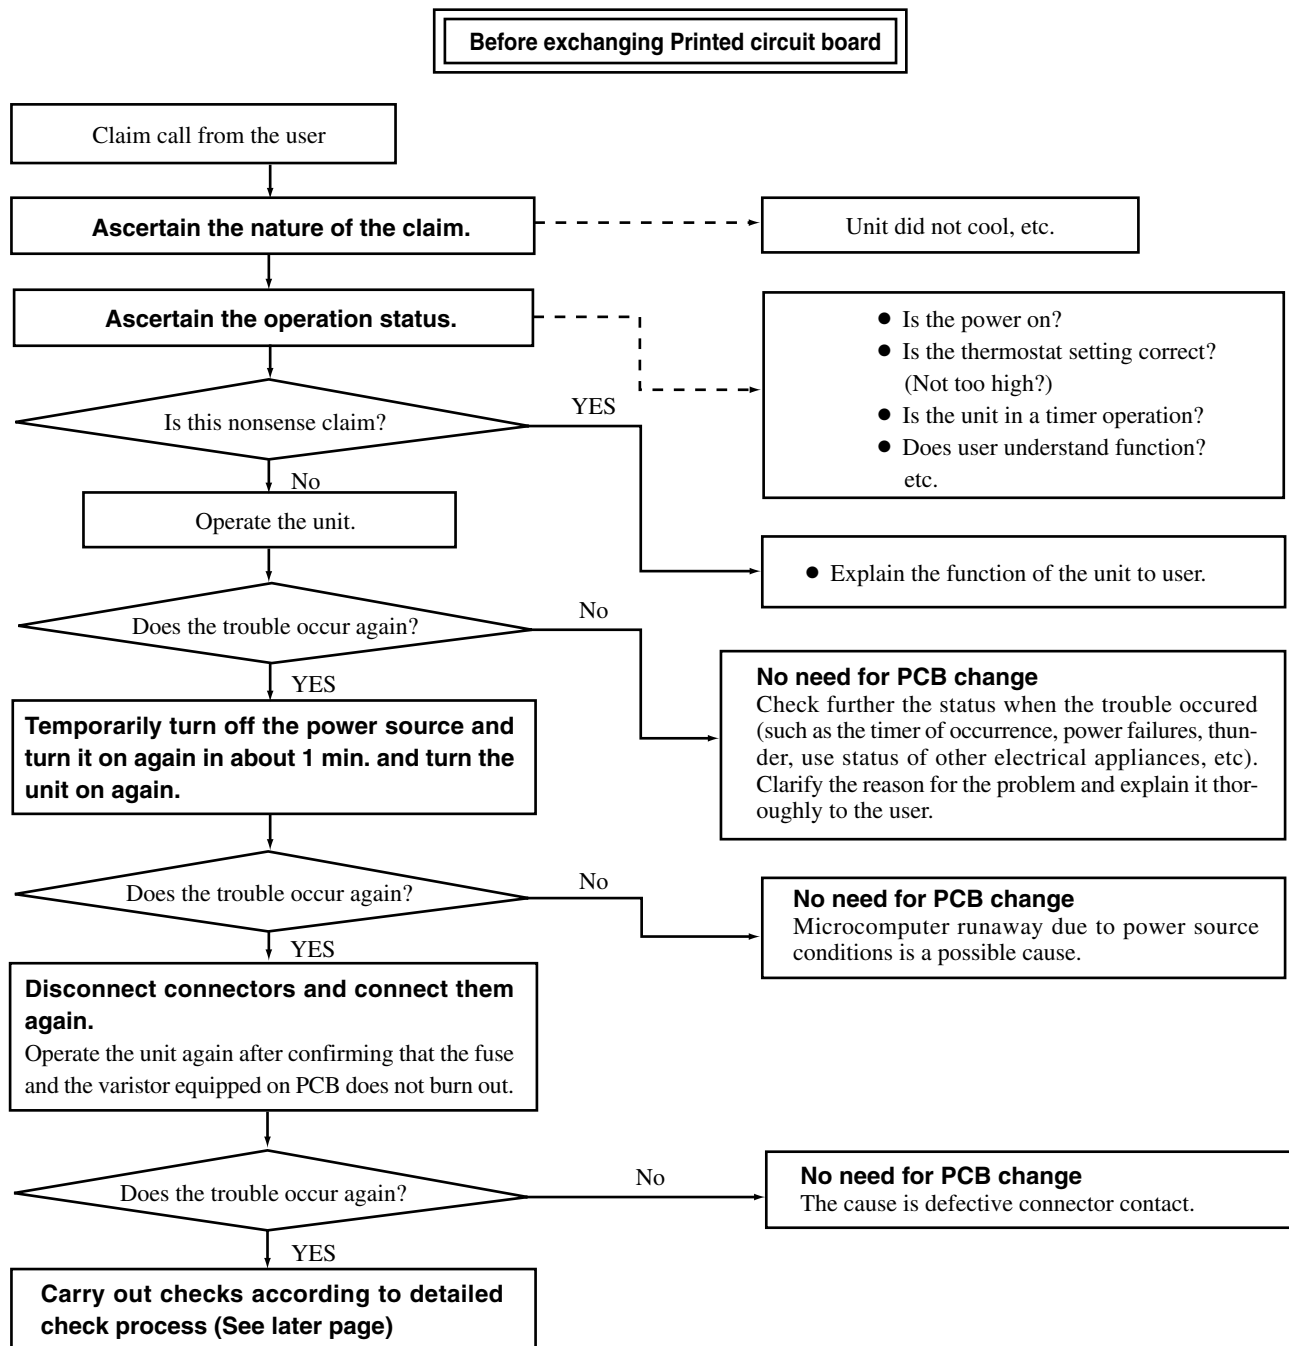 Before exchanging Printed circuit board
Claim call from the user
Ascertain the nature of the claim.
Unit did not cool, etc.
Ascertain the operation status.
● Is the power on?
● Is the thermostat setting correct?
(Not too high?)
● Is the unit in a timer operation?
● Does user understand function?
etc.
Is this nonsense claim?
YES
No
Operate the unit.
● Explain the function of the unit to user.
Does the trouble occur again?
No
YES
No need for PCB change
Check further the status when the trouble occured
(such as the timer of occurrence, power failures, thun-
der, use status of other electrical appliances, etc).
Clarify the reason for the problem and explain it thor-
oughly to the user.
Temporarily turn off the power source and
turn it on again in about 1 min. and turn the
unit on again.
Does the trouble occur again?
No
YES
No need for PCB change
Microcomputer runaway due to power source
conditions is a possible cause.
Disconnect connectors and connect them
again.
Operate the unit again after confirming that the fuse
and the varistor equipped on PCB does not burn out.
Does the trouble occur again?
No
YES
No need for PCB change
The cause is defective connector contact.
Carry out checks according to detailed
check process (See later page)